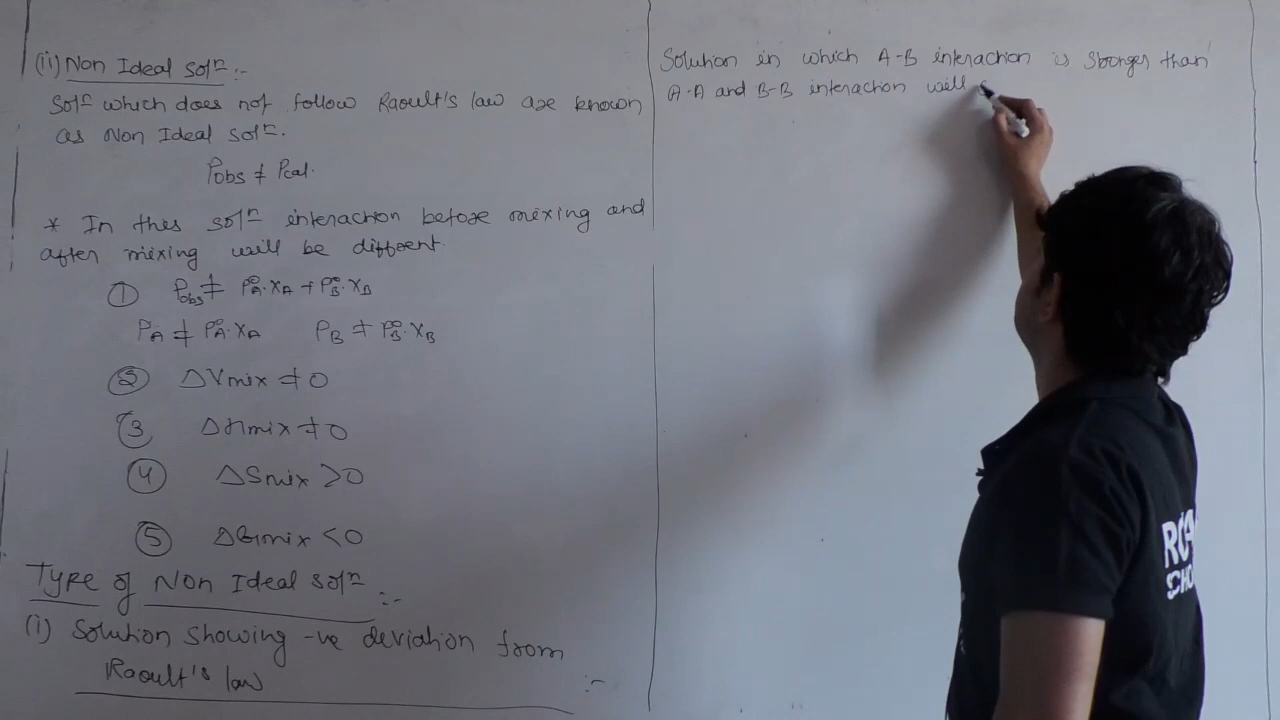 (ii) Non Ideal Solⁿ :-
Solⁿ which does not follow Raoult's law are known
as Non Ideal Solⁿ.
Pobs ≠ Pcal.
* In this solⁿ interaction before mixing and
after mixing will be different.
① Pobs ≠ P°A.XA + P°B.XB
PA ≠ P°A.XA PB ≠ P°B.XB
② ΔVmix ≠ 0
③ ΔHmix ≠ 0
④ ΔSmix >0
⑤ ΔGmix <0
Type of Non Ideal Solⁿ :-
(i) Solution showing -ve deviation from
Raoult's law :-
Solution in which A-B interaction is stronger than
A-A and B-B interaction will s